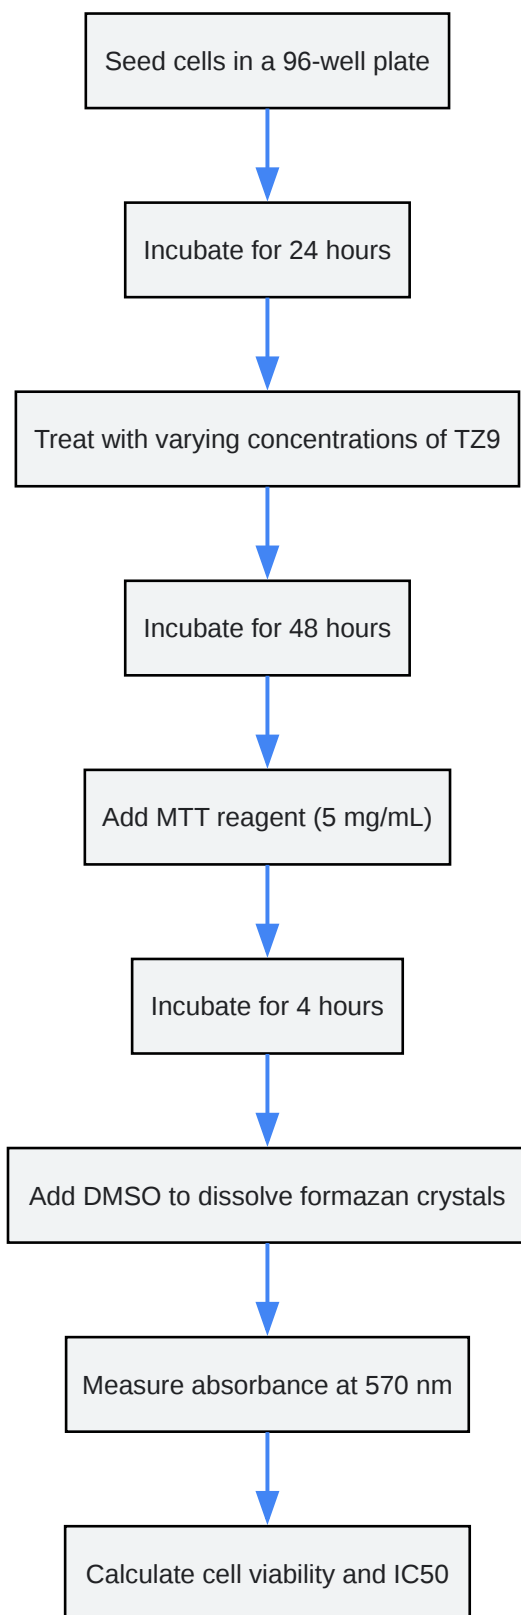 Seed cells in a 96-well plate
Incubate for 24 hours
Treat with varying concentrations of TZ9
Incubate for 48 hours
Add MTT reagent (5 mg/mL)
Incubate for 4 hours
Add DMSO to dissolve formazan crystals
Measure absorbance at 570 nm
Calculate cell viability and IC50